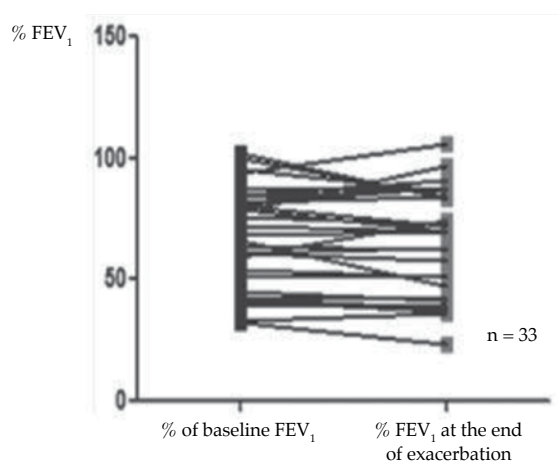 % FEV₁
150
100
50
0
n = 33
% of baseline FEV₁
% FEV₁ at the end
of exacerbation